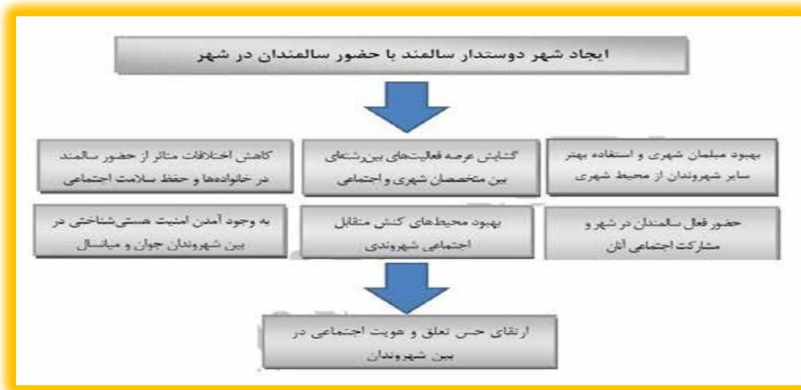 ایجاد شهر دوستدار سالمند با حضور سالمندان در شهر
بهبود مبلمان شهری و استفاده بهتر
سایر شهروندان از محیط شهری
گشایش عرصه فعالیت‌های بین‌رشته‌ای
بین متخصصان شهری و اجتماعی
کاهش اختلافات متاثر از حضور سالمند
در خانواده‌ها و حفظ سلامت اجتماعی
حضور فعال سالمندان در شهر و
مشارکت اجتماعی آنان
بهبود محیط‌های کنش متقابل
اجتماعی شهروندی
به وجود آمدن امنیت هستی‌شناختی در
بین شهروندان جوان و میانسال
ارتقای حس تعلق و هویت اجتماعی در
بین شهروندان